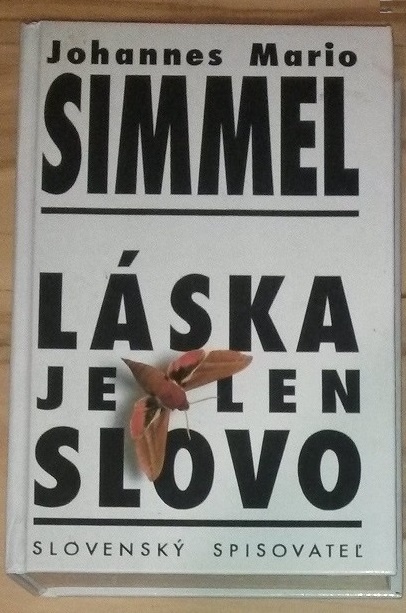 Johannes Mario
SIMMEL
LÁSKA
JE LEN
SLOVO
SLOVENSKÝ SPISOVATEĽ